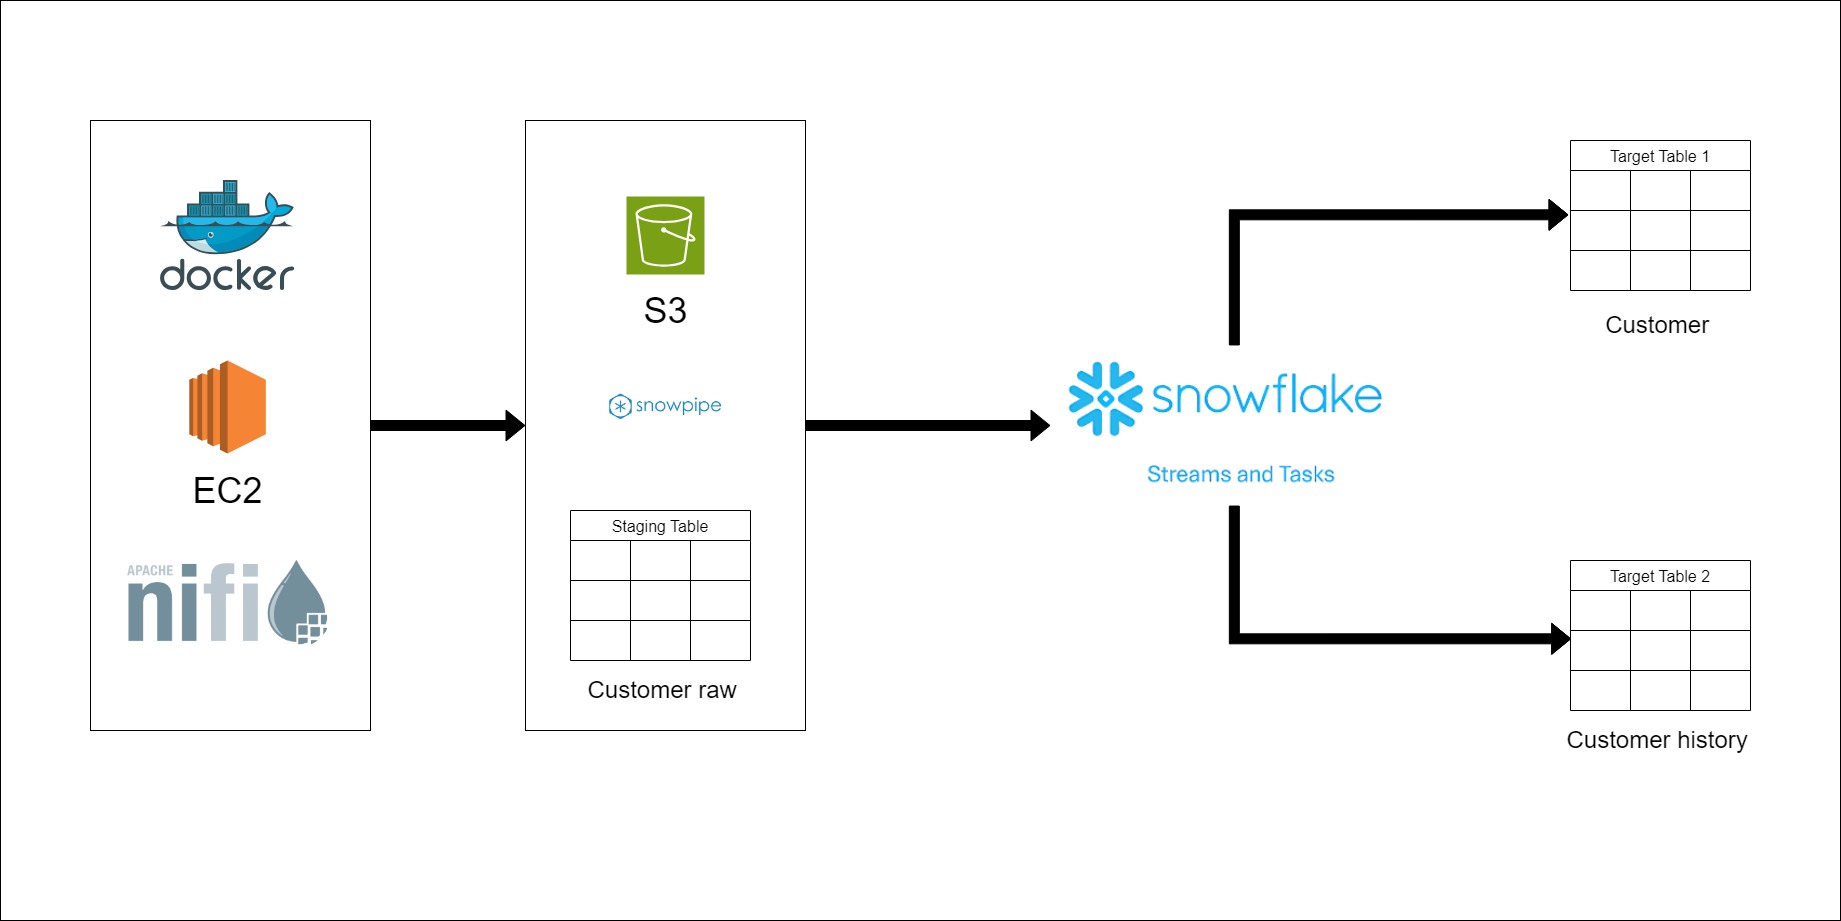 docker
EC2
APACHE
nifi
S3
snowpipe
Staging Table
Customer raw
snowflake
Streams and Tasks
Target Table 1
Customer
Target Table 2
Customer history